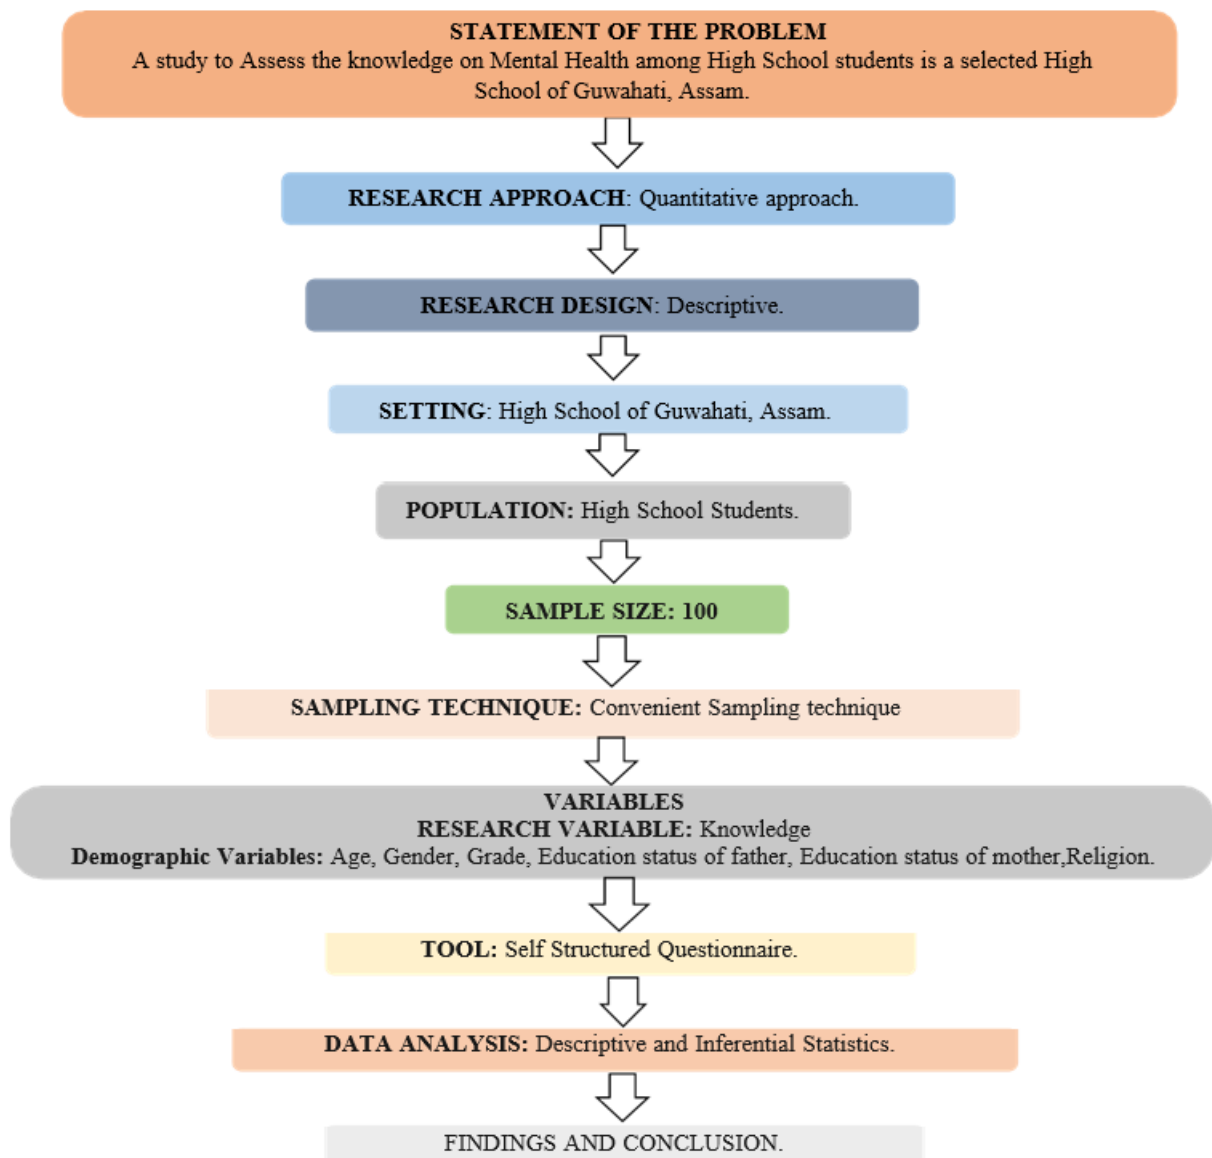 STATEMENT OF THE PROBLEM
A study to Assess the knowledge on Mental Health among High School students is a selected High
School of Guwahati, Assam.
RESEARCH APPROACH: Quantitative approach.
RESEARCH DESIGN: Descriptive.
SETTING: High School of Guwahati, Assam.
POPULATION: High School Students.
SAMPLE SIZE: 100
SAMPLING TECHNIQUE: Convenient Sampling technique
VARIABLES
RESEARCH VARIABLE: Knowledge
Demographic Variables: Age, Gender, Grade, Education status of father, Education status of mother,Religion.
TOOL: Self Structured Questionnaire.
DATA ANALYSIS: Descriptive and Inferential Statistics.
FINDINGS AND CONCLUSION.